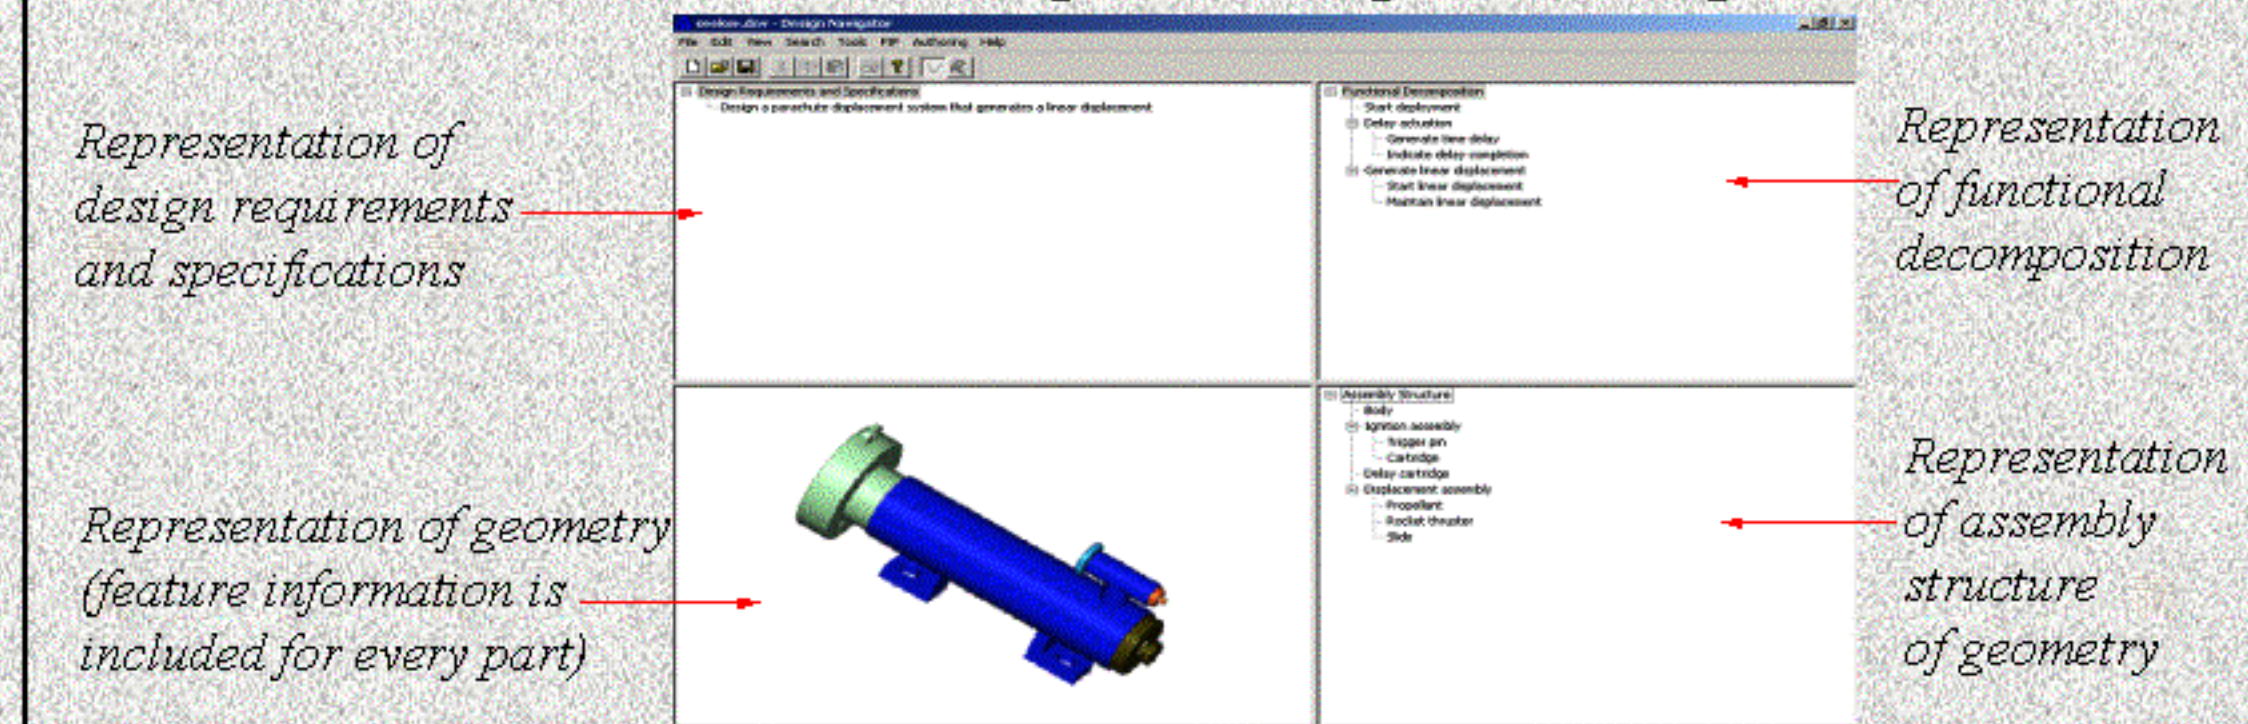 Design Navigator
File Edit View Search Tools Authoring Help
Design Requirements and Specifications
Design a parachute displacement system that generates a linear displacement
Functional Decomposition
Start deployment
Delay actuation
Generate time delay
Indicate delay completion
Generate linear displacement
Start linear displacement
Maintain linear displacement
Representation of
design requirements
and specifications
Representation
of functional
decomposition
Representation of geometry
(feature information is
included for every part)
Assembly Structure
Body
Ignition assembly
Trigger pin
Cartridge
Delay cartridge
Displacement assembly
Propellant
Rocket thruster
Slide
Representation
of assembly
structure
of geometry